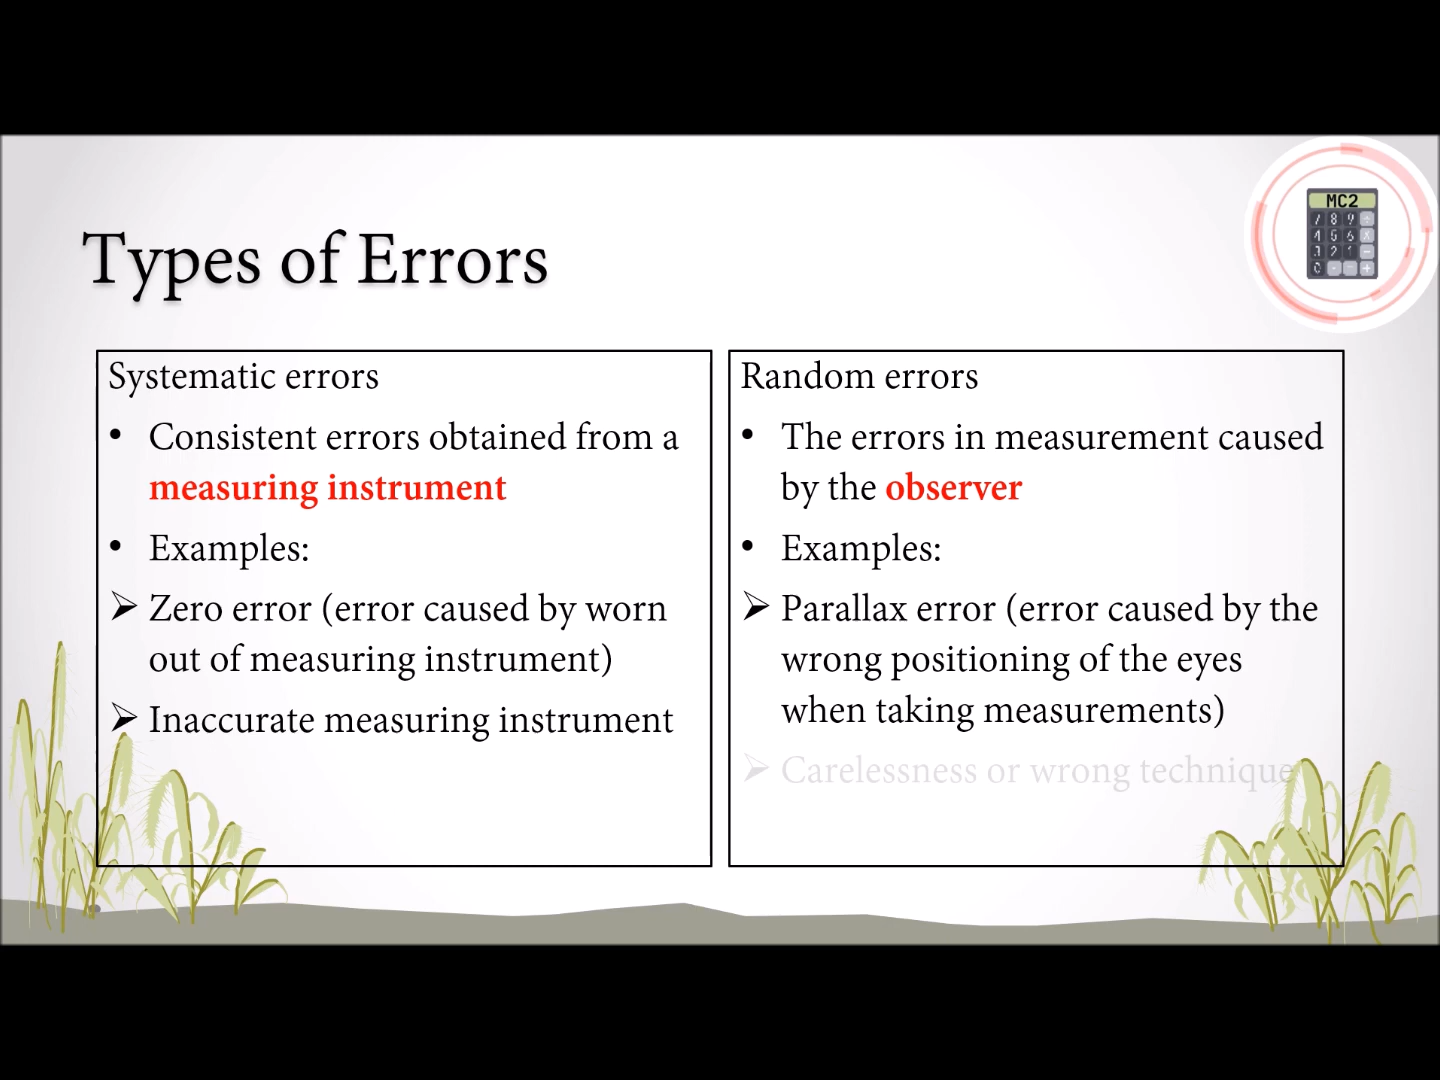 MC2
Types of Errors
Systematic errors
• Consistent errors obtained from a
measuring instrument
• Examples:
➢ Zero error (error caused by worn
out of measuring instrument)
➢ Inaccurate measuring instrument
Random errors
• The errors in measurement caused
by the observer
• Examples:
➢ Parallax error (error caused by the
wrong positioning of the eyes
when taking measurements)
➢ Carelessness or wrong technique